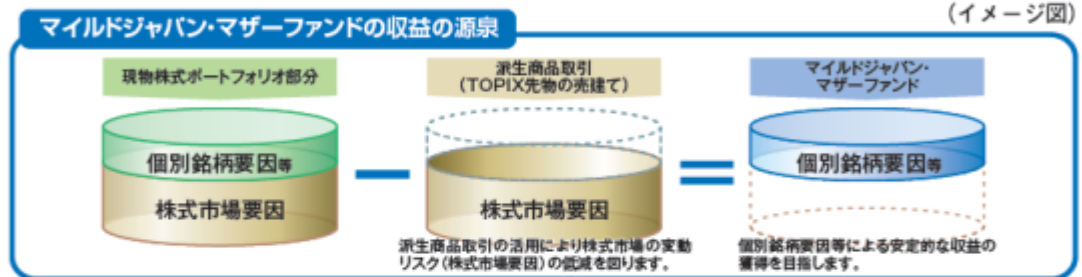 (イメージ図)
マイルドジャパン・マザーファンドの収益の源泉
現物株式ポートフォリオ部分
派生商品取引
(TOPIX先物の売建て)
マイルドジャパン・
マザーファンド
個別銘柄要因等
株式市場要因
株式市場要因
個別銘柄要因等
派生商品取引の活用により株式市場の変動
リスク(株式市場要因)の低減を図ります。
個別銘柄要因等による安定的な収益の
獲得を目指します。